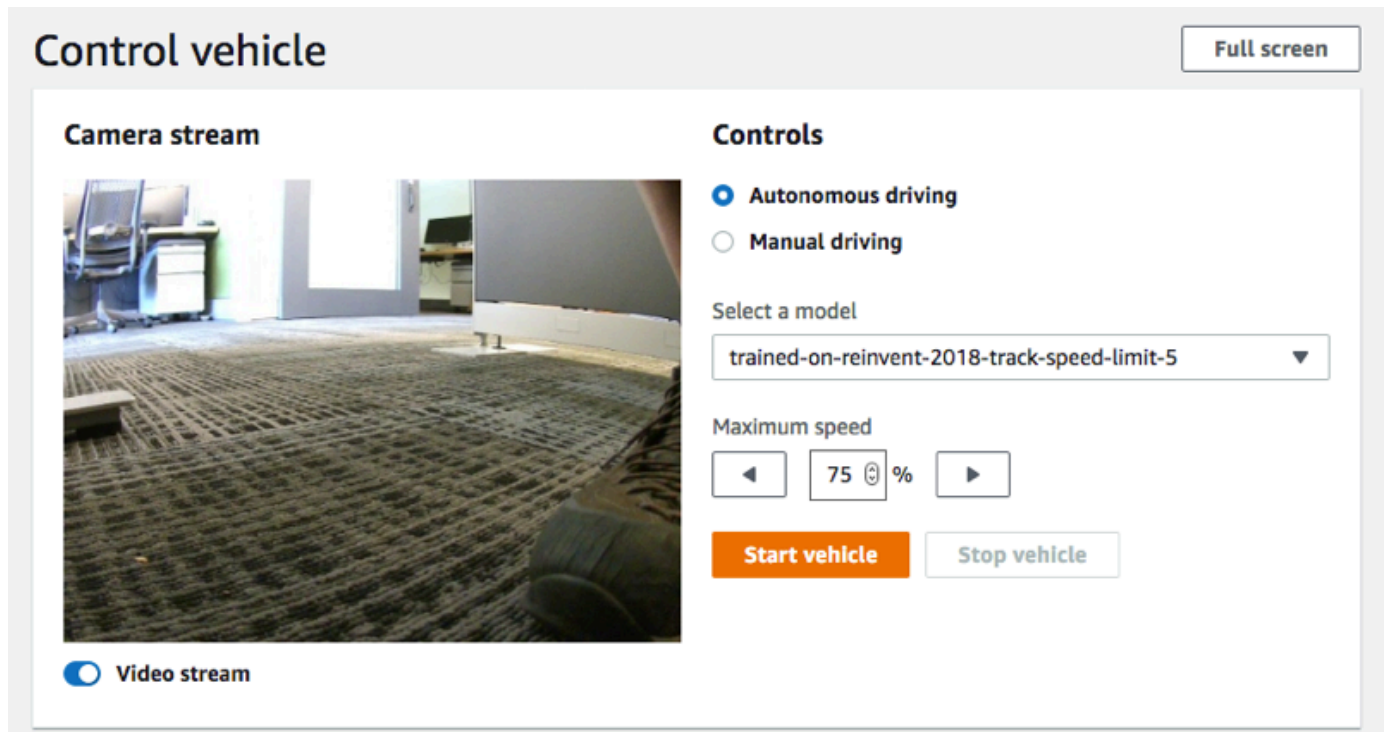 Control vehicle
Full screen
Camera stream
Controls
Autonomous driving
Manual driving
Select a model
trained-on-reinvent-2018-track-speed-limit-5
Maximum speed
75 %
Start vehicle
Stop vehicle
Video stream